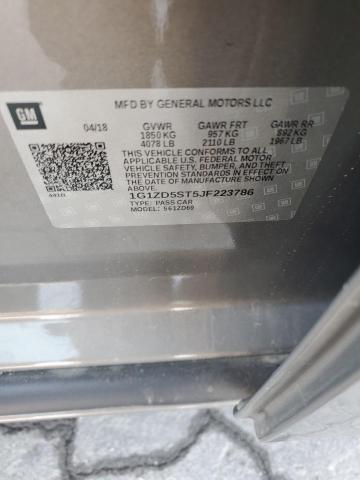 GM
MFD BY GENERAL MOTORS LLC
04/18 GVWR GAWR FRT GAWR RR
1850 KG 957 KG 892 KG
4078 LB 2110 LB 1967 LB
THIS VEHICLE CONFORMS TO ALL
APPLICABLE U.S. FEDERAL MOTOR
VEHICLE SAFETY, BUMPER, AND THEFT
PREVENTION STANDARDS IN EFFECT ON
THE DATE OF MANUFACTURE SHOWN
ABOVE.
1G1ZD5ST5JF223786
TYPE: PASS CAR